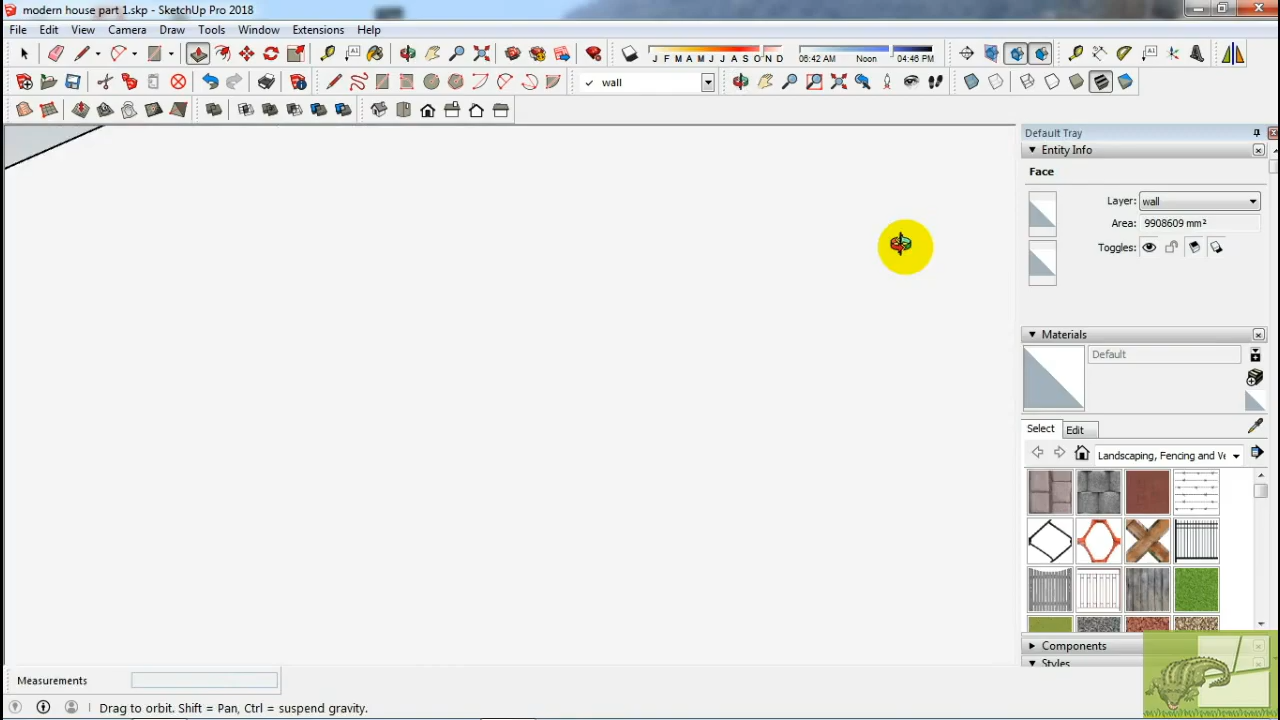 modern house part 1.skp - SketchUp Pro 2018
File Edit View Camera Draw Tools Window Extensions Help
J F M A M J J A S O N D
06:42 AM Noon 04:46 PM
wall
Default Tray
Entity Info
Face
Layer: wall
Area: 9908609 mm²
Toggles:
Materials
Default
Select Edit
Landscaping, Fencing and Ve
Components
Styles
Measurements
Drag to orbit. Shift = Pan, Ctrl = suspend gravity.